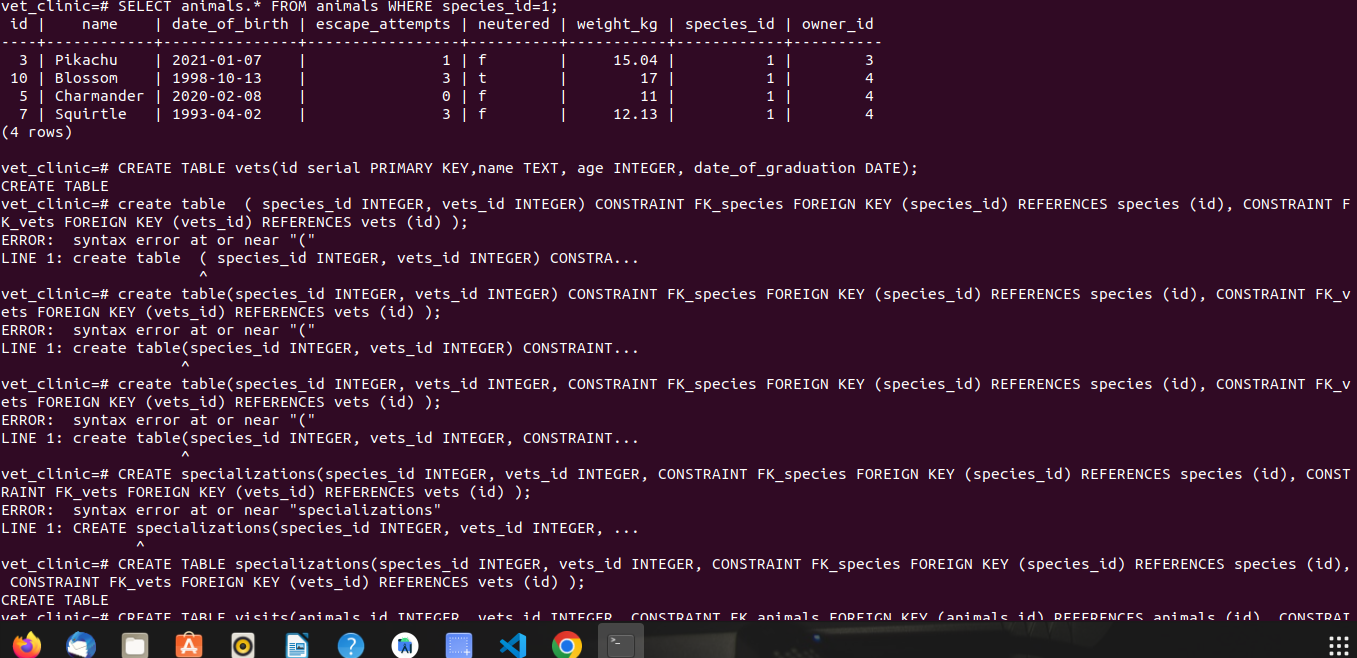 vet_clinic=# SELECT animals.* FROM animals WHERE species_id=1;
 id |    name    | date_of_birth | escape_attempts | neutered | weight_kg | species_id | owner_id
----+------------+---------------+-----------------+----------+-----------+------------+----------
  3 | Pikachu    | 2021-01-07    |               1 | f        |     15.04 |          1 |        3
 10 | Blossom    | 1998-10-13    |               3 | t        |        17 |          1 |        4
  5 | Charmander | 2020-02-08    |               0 | f        |        11 |          1 |        4
  7 | Squirtle   | 1993-04-02    |               3 | f        |     12.13 |          1 |        4
(4 rows)
vet_clinic=# CREATE TABLE vets(id serial PRIMARY KEY,name TEXT, age INTEGER, date_of_graduation DATE);
CREATE TABLE
vet_clinic=# create table  ( species_id INTEGER, vets_id INTEGER) CONSTRAINT FK_species FOREIGN KEY (species_id) REFERENCES species (id), CONSTRAINT F
K_vets FOREIGN KEY (vets_id) REFERENCES vets (id) );
ERROR:  syntax error at or near "("
LINE 1: create table  ( species_id INTEGER, vets_id INTEGER) CONSTRA...
                      ^
vet_clinic=# create table(species_id INTEGER, vets_id INTEGER) CONSTRAINT FK_species FOREIGN KEY (species_id) REFERENCES species (id), CONSTRAINT FK_v
ets FOREIGN KEY (vets_id) REFERENCES vets (id) );
ERROR:  syntax error at or near "("
LINE 1: create table(species_id INTEGER, vets_id INTEGER) CONSTRAINT...
                    ^
vet_clinic=# create table(species_id INTEGER, vets_id INTEGER, CONSTRAINT FK_species FOREIGN KEY (species_id) REFERENCES species (id), CONSTRAINT FK_v
ets FOREIGN KEY (vets_id) REFERENCES vets (id) );
ERROR:  syntax error at or near "("
LINE 1: create table(species_id INTEGER, vets_id INTEGER, CONSTRAINT...
                    ^
vet_clinic=# CREATE specializations(species_id INTEGER, vets_id INTEGER, CONSTRAINT FK_species FOREIGN KEY (species_id) REFERENCES species (id), CONST
RAINT FK_vets FOREIGN KEY (vets_id) REFERENCES vets (id) );
ERROR:  syntax error at or near "specializations"
LINE 1: CREATE specializations(species_id INTEGER, vets_id INTEGER, ...
               ^
vet_clinic=# CREATE TABLE specializations(species_id INTEGER, vets_id INTEGER, CONSTRAINT FK_species FOREIGN KEY (species_id) REFERENCES species (id),
 CONSTRAINT FK_vets FOREIGN KEY (vets_id) REFERENCES vets (id) );
CREATE TABLE
vet_clinic=# CREATE TABLE visits(animals_id INTEGER, vets_id INTEGER, CONSTRAINT FK_animals FOREIGN KEY (animals_id) REFERENCES animals (id), CONSTRAI